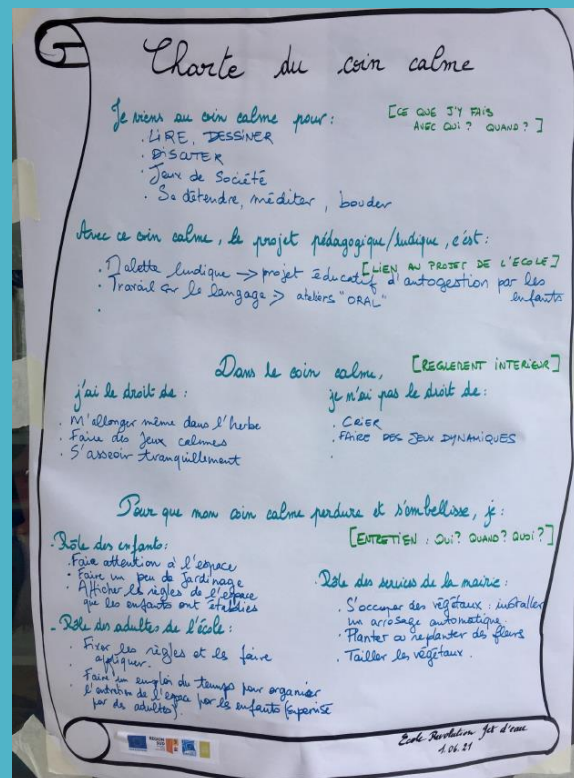 Charte du coin calme
Je viens au coin calme pour :
[CE QUE J'Y FAIS
AVEC QUI ? QUAND ?]
. LIRE, DESSINER
. DISCUTER
. Jeux de Société
. Se détendre, méditer, bouder
Avec ce coin calme, le projet pédagogique/ludique, c'est :
[LIEN AU PROJET DE L'ECOLE]
. Malette ludique -> projet éducatif d'autogestion par les
enfants
. Travail sur le langage => ateliers "ORAL"
.
Dans le coin calme,
[REGLEMENT INTERIEUR]
j'ai le droit de :
. M'allonger même dans l'herbe
. Faire des Jeux calmes
. S'asseoir tranquillement
je n'ai pas le droit de :
. CRIER
. FAIRE DES JEUX DYNAMIQUES
.
Pour que mon coin calme perdure et s'embellisse, je :
[ENTRETIEN : QUI ? QUAND ? QUOI ?]
- Rôle des enfants :
. Faire attention à l'espace
. Faire un peu de Jardinage
. Afficher les règles de l'espace
que les enfants ont établies
- Rôle des adultes de l'école :
. Fixer les règles et les faire
appliquer.
. Faire un emploi du temps pour organiser
l'entretien de l'espace par les enfants (supervisé
par des adultes).
. Rôle des services de la mairie :
. S'occuper des végétaux : installer
un arrosage automatique.
. Planter ou replanter des fleurs
. Tailler les végétaux.
Ecole Revolution Jet d'eau
1.06.21